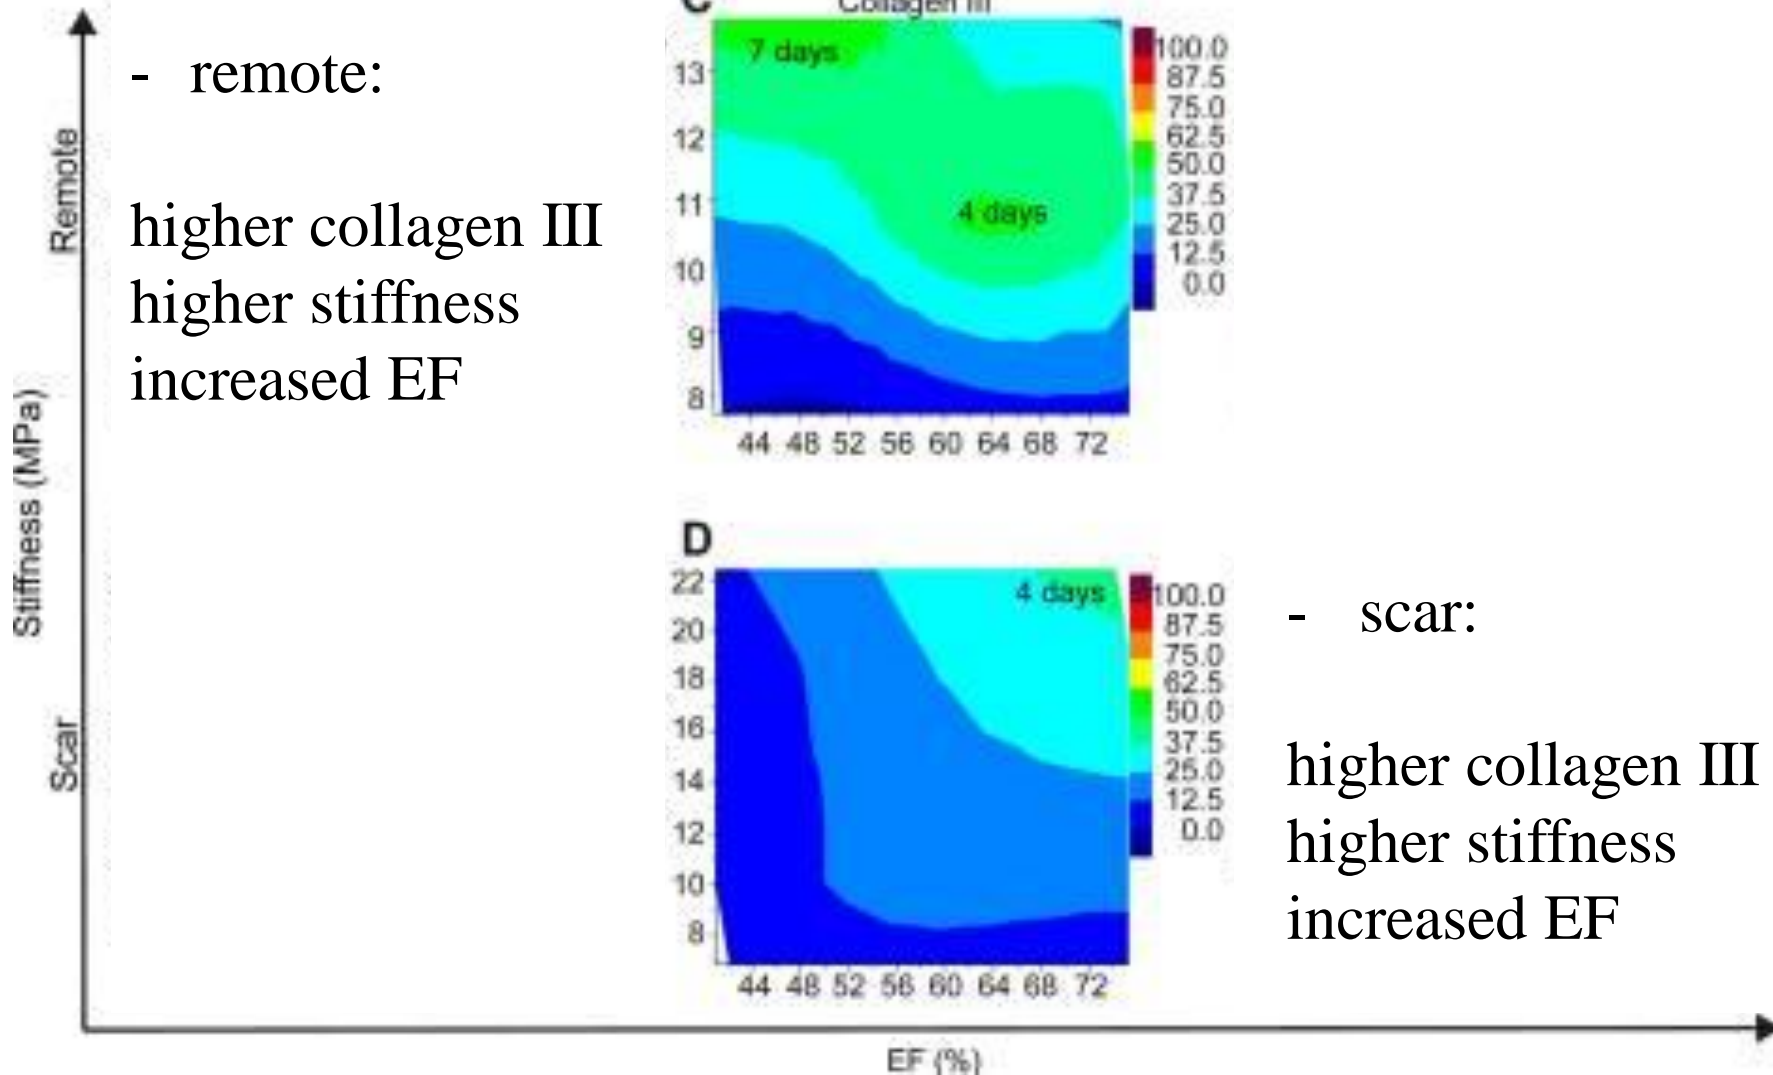 C
Collagen III
- remote:
higher collagen III
higher stiffness
increased EF
7 days
4 days
13
12
11
10
9
8
44 48 52 56 60 64 68 72
100.0
87.5
75.0
62.5
50.0
37.5
25.0
12.5
0.0
Remote
Stiffness (MPa)
Scar
D
4 days
22
20
18
16
14
12
10
8
44 48 52 56 60 64 68 72
100.0
87.5
75.0
62.5
50.0
37.5
25.0
12.5
0.0
- scar:
higher collagen III
higher stiffness
increased EF
EF (%)